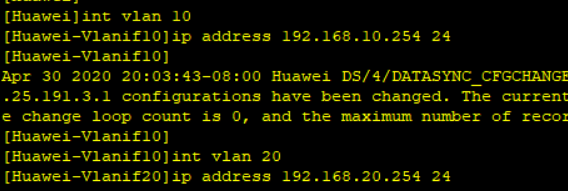 [Huawei]int vlan 10
[Huawei-Vlanif10]ip address 192.168.10.254 24
[Huawei-Vlanif10]
Apr 30 2020 20:03:43-08:00 Huawei DS/4/DATASYNC_CFGCHANGE
.25.191.3.1 configurations have been changed. The current
e change loop count is 0, and the maximum number of recor
[Huawei-Vlanif10]
[Huawei-Vlanif10]int vlan 20
[Huawei-Vlanif20]ip address 192.168.20.254 24